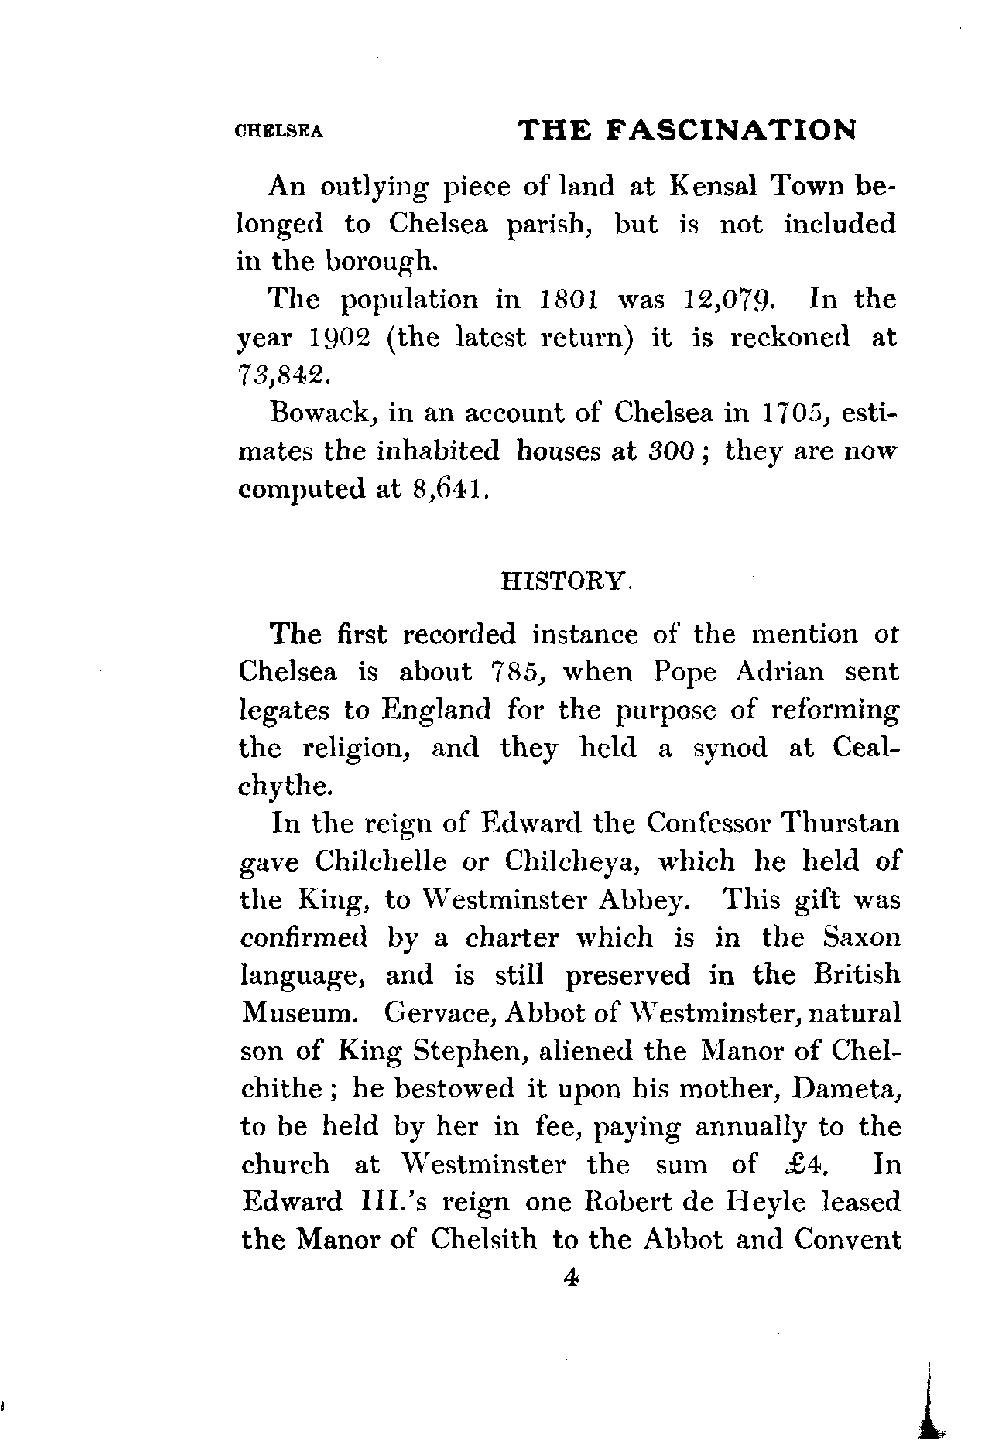 CHELSEA THE FASCINATION
An outlying piece of land at Kensal Town be-
longed to Chelsea parish, but is not included
in the borough.
The population in 1801 was 12,079. In the
year 1902 (the latest return) it is reckoned at
73,842.
Bowack, in an account of Chelsea in 1705, esti-
mates the inhabited houses at 300 ; they are now
computed at 8,641.
HISTORY.
The first recorded instance of the mention of
Chelsea is about 785, when Pope Adrian sent
legates to England for the purpose of reforming
the religion, and they held a synod at Ceal-
chythe.
In the reign of Edward the Confessor Thurstan
gave Chilchelle or Chilcheya, which he held of
the King, to Westminster Abbey. This gift was
confirmed by a charter which is in the Saxon
language, and is still preserved in the British
Museum. Gervace, Abbot of Westminster, natural
son of King Stephen, aliened the Manor of Chel-
chithe ; he bestowed it upon his mother, Dameta,
to be held by her in fee, paying annually to the
church at Westminster the sum of £4. In
Edward III.'s reign one Robert de Heyle leased
the Manor of Chelsith to the Abbot and Convent
4